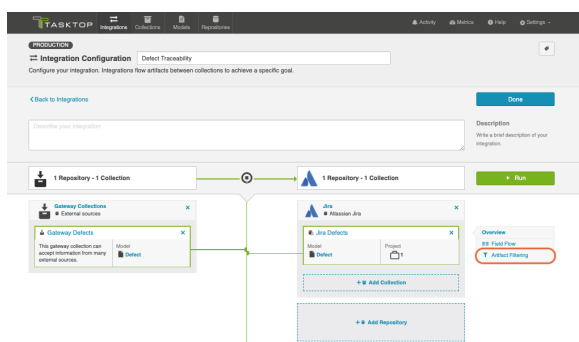 TASKTOP
Integrations
Collections
Models
Repositories
Activity
Metrics
Help
Settings
PRODUCTION
Integration Configuration
Defect Traceability
Configure your integration. Integrations flow artifacts between collections to achieve a specific goal.
Back to Integrations
Done
Describe your integration
Description
Write a brief description of your
integration.
1 Repository - 1 Collection
1 Repository - 1 Collection
Run
Gateway Collections
External sources
Gateway Defects
This gateway collection can
accept information from many
external sources.
Model
Defect
Jira
Atlassian Jira
Jira Defects
Model
Defect
Project
1
+ Add Collection
+ Add Repository
Overview
Field Flow
Artifact Filtering